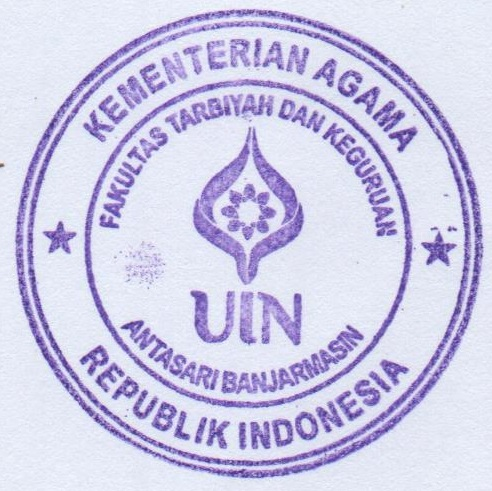 KEMENTERIAN AGAMA
FAKULTAS TARBIYAH DAN KEGURUAN
UIN
ANTASARI BANJARMASIN
REPUBLIK INDONESIA